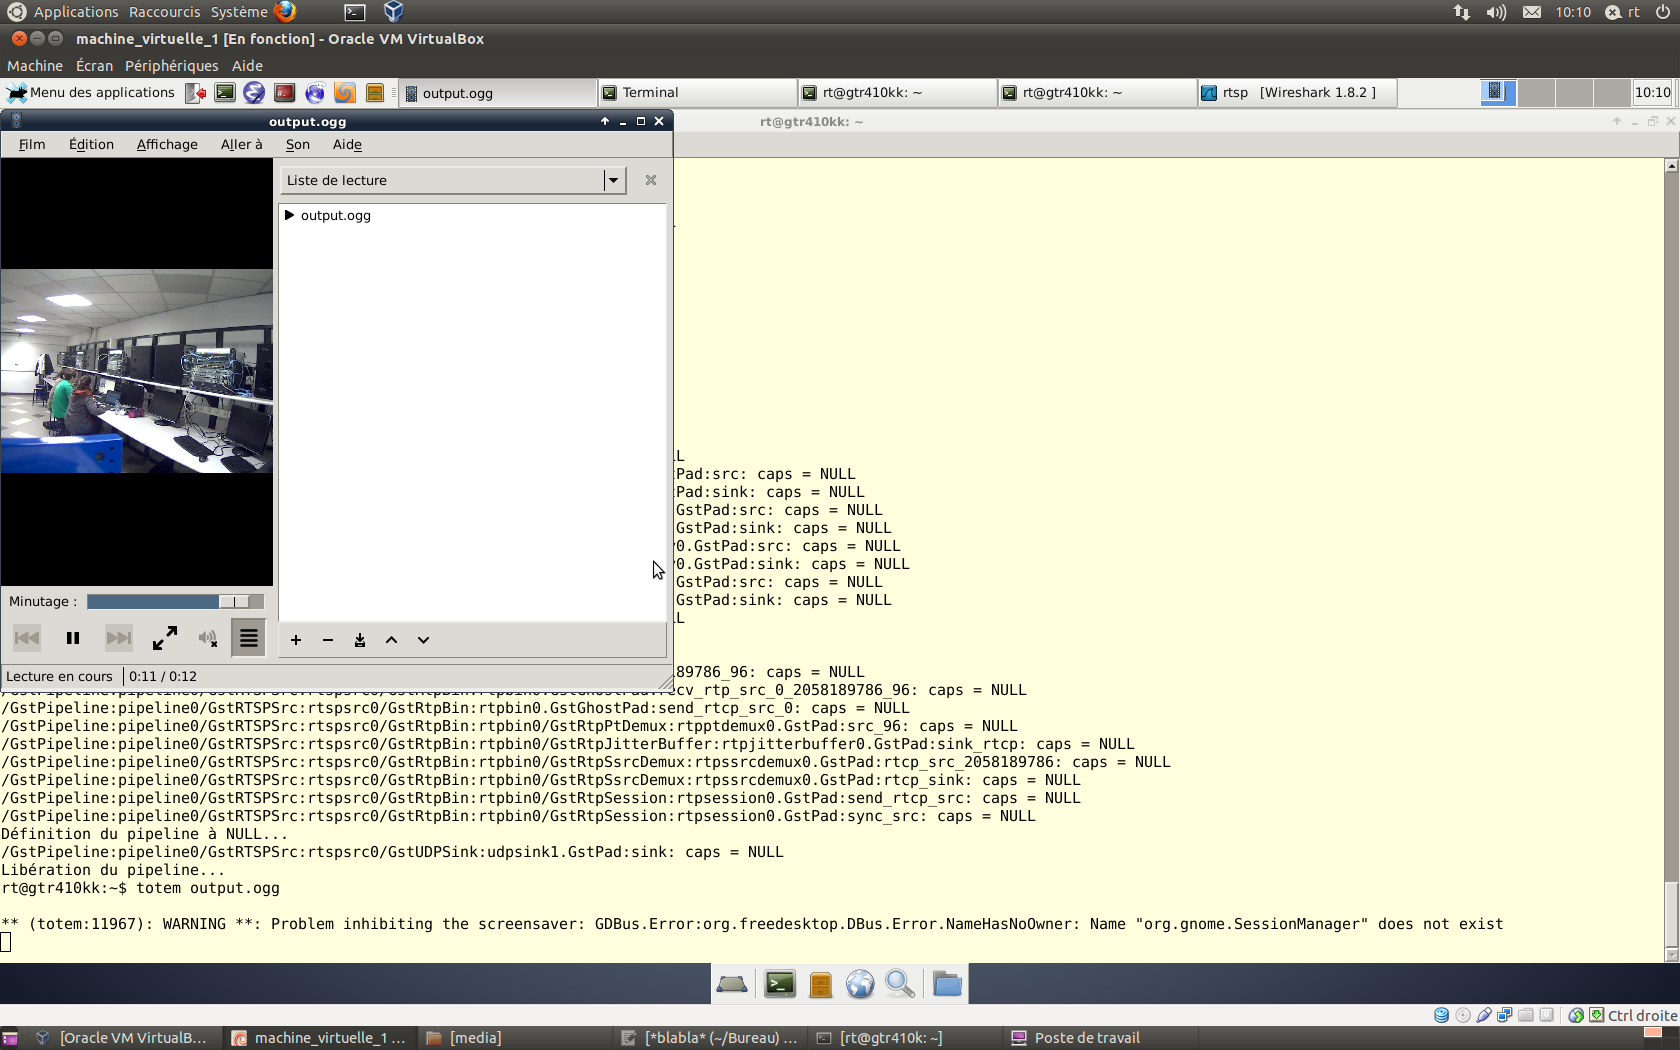 Applications Raccourcis Système
10:10 rt
machine_virtuelle_1 [En fonction] - Oracle VM VirtualBox
Machine Écran Périphériques Aide
Menu des applications output.ogg Terminal rt@gtr410kk: ~ rt@gtr410kk: ~ rtsp [Wireshark 1.8.2 ] 10:10
output.ogg
rt@gtr410kk: ~
Film Édition Affichage Aller à Son Aide
Liste de lecture
output.ogg
LL
Pad:src: caps = NULL
Pad:sink: caps = NULL
GstPad:src: caps = NULL
GstPad:sink: caps = NULL
0.GstPad:src: caps = NULL
0.GstPad:sink: caps = NULL
GstPad:src: caps = NULL
GstPad:sink: caps = NULL
LL
Minutage :
Lecture en cours 0:11 / 0:12
89786_96: caps = NULL
/GstPipeline:pipeline0/GstRTSPSrc:rtspsrc0/GstRtpBin:rtpbin0.GstGhostPad:recv_rtp_src_0_2058189786_96: caps = NULL
/GstPipeline:pipeline0/GstRTSPSrc:rtspsrc0/GstRtpBin:rtpbin0.GstGhostPad:send_rtcp_src_0: caps = NULL
/GstPipeline:pipeline0/GstRTSPSrc:rtspsrc0/GstRtpBin:rtpbin0/GstRtpPtDemux:rtpptdemux0.GstPad:src_96: caps = NULL
/GstPipeline:pipeline0/GstRTSPSrc:rtspsrc0/GstRtpBin:rtpbin0/GstRtpJitterBuffer:rtpjitterbuffer0.GstPad:sink_rtcp: caps = NULL
/GstPipeline:pipeline0/GstRTSPSrc:rtspsrc0/GstRtpBin:rtpbin0/GstRtpSsrcDemux:rtpssrcdemux0.GstPad:rtcp_src_2058189786: caps = NULL
/GstPipeline:pipeline0/GstRTSPSrc:rtspsrc0/GstRtpBin:rtpbin0/GstRtpSsrcDemux:rtpssrcdemux0.GstPad:rtcp_sink: caps = NULL
/GstPipeline:pipeline0/GstRTSPSrc:rtspsrc0/GstRtpBin:rtpbin0/GstRtpSession:rtpsession0.GstPad:send_rtcp_src: caps = NULL
/GstPipeline:pipeline0/GstRTSPSrc:rtspsrc0/GstRtpBin:rtpbin0/GstRtpSession:rtpsession0.GstPad:sync_src: caps = NULL
Définition du pipeline à NULL...
/GstPipeline:pipeline0/GstRTSPSrc:rtspsrc0/GstUDPSink:udpsink1.GstPad:sink: caps = NULL
Libération du pipeline...
rt@gtr410kk:~$ totem output.ogg
** (totem:11967): WARNING **: Problem inhibiting the screensaver: GDBus.Error:org.freedesktop.DBus.Error.NameHasNoOwner: Name "org.gnome.SessionManager" does not exist
Ctrl droite
[Oracle VM VirtualB... machine_virtuelle_1 ... [media] [*blabla* (~/Bureau) ... [rt@gtr410k: ~] Poste de travail